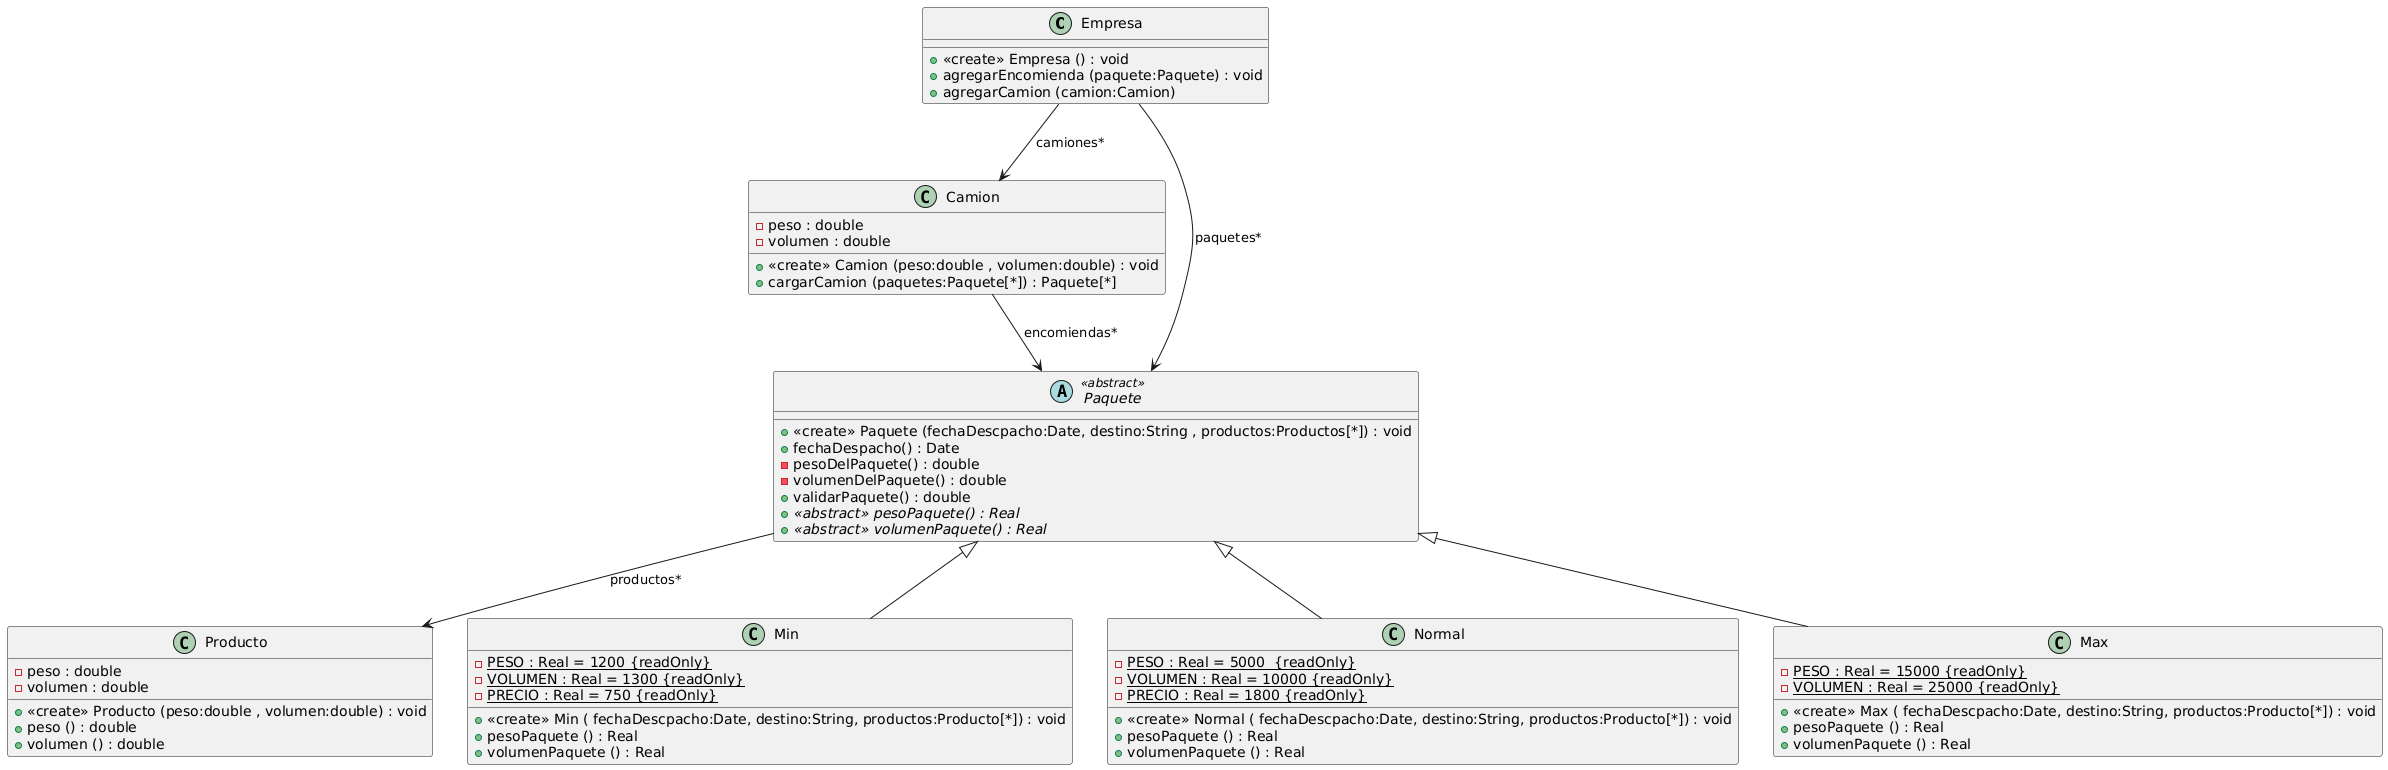 C Empresa
«create» Empresa () : void
agregarEncomienda (paquete:Paquete) : void
agregarCamion (camion:Camion)
camiones*
paquetes*
C Camion
peso : double
volumen : double
«create» Camion (peso:double , volumen:double) : void
cargarCamion (paquetes:Paquete[*]) : Paquete[*]
encomiendas*
A «abstract»
Paquete
«create» Paquete (fechaDescpacho:Date, destino:String , productos:Productos[*]) : void
fechaDespacho() : Date
pesoDelPaquete() : double
volumenDelPaquete() : double
validarPaquete() : double
«abstract» pesoPaquete() : Real
«abstract» volumenPaquete() : Real
productos*
C Producto
peso : double
volumen : double
«create» Producto (peso:double , volumen:double) : void
peso () : double
volumen () : double
C Min
PESO : Real = 1200 {readOnly}
VOLUMEN : Real = 1300 {readOnly}
PRECIO : Real = 750 {readOnly}
«create» Min ( fechaDescpacho:Date, destino:String, productos:Producto[*]) : void
pesoPaquete () : Real
volumenPaquete () : Real
C Normal
PESO : Real = 5000  {readOnly}
VOLUMEN : Real = 10000 {readOnly}
PRECIO : Real = 1800 {readOnly}
«create» Normal ( fechaDescpacho:Date, destino:String, productos:Producto[*]) : void
pesoPaquete () : Real
volumenPaquete () : Real
C Max
PESO : Real = 15000 {readOnly}
VOLUMEN : Real = 25000 {readOnly}
«create» Max ( fechaDescpacho:Date, destino:String, productos:Producto[*]) : void
pesoPaquete () : Real
volumenPaquete () : Real